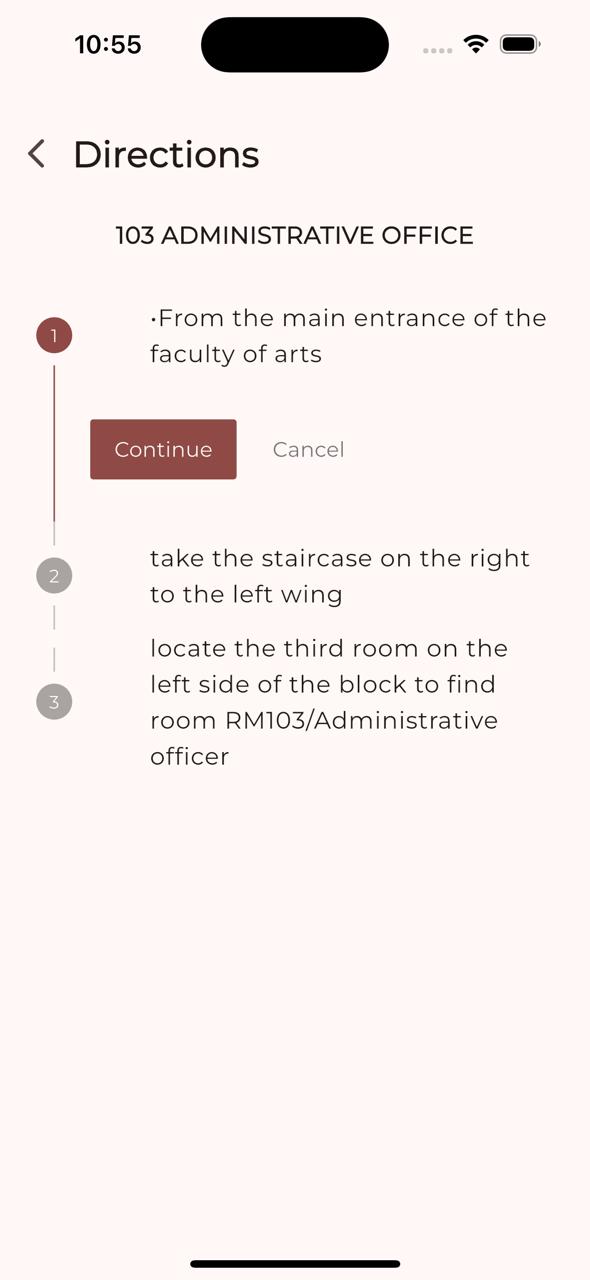 10:55
Directions
103 ADMINISTRATIVE OFFICE
1
•From the main entrance of the
faculty of arts
Continue
Cancel
2
take the staircase on the right
to the left wing
3
locate the third room on the
left side of the block to find
room RM103/Administrative
officer